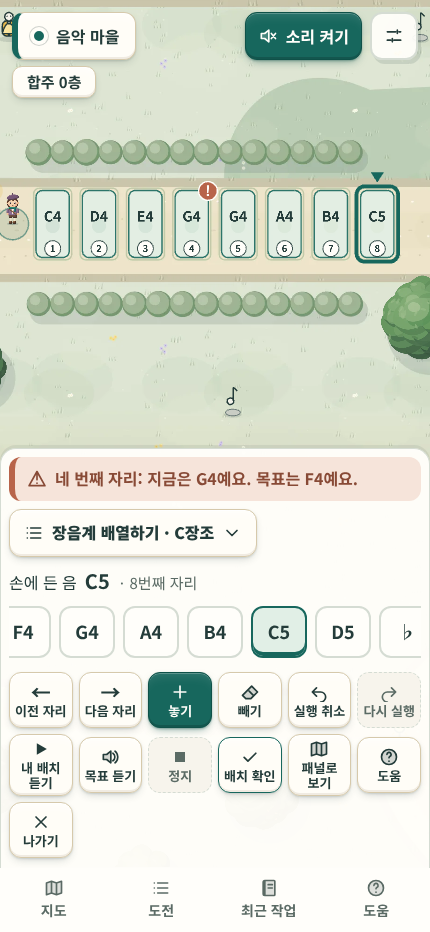 음악 마을
소리 켜기
합주 0층
!
C4 D4 E4 G4 G4 A4 B4 C5
1 2 3 4 5 6 7 8
네 번째 자리: 지금은 G4예요. 목표는 F4예요.
장음계 배열하기 · C장조
손에 든 음 C5 · 8번째 자리
F4 G4 A4 B4 C5 D5 ♭
이전 자리 다음 자리 놓기 빼기 실행 취소 다시 실행
내 배치 듣기 목표 듣기 정지 배치 확인 패널로 보기 도움
나가기
지도 도전 최근 작업 도움